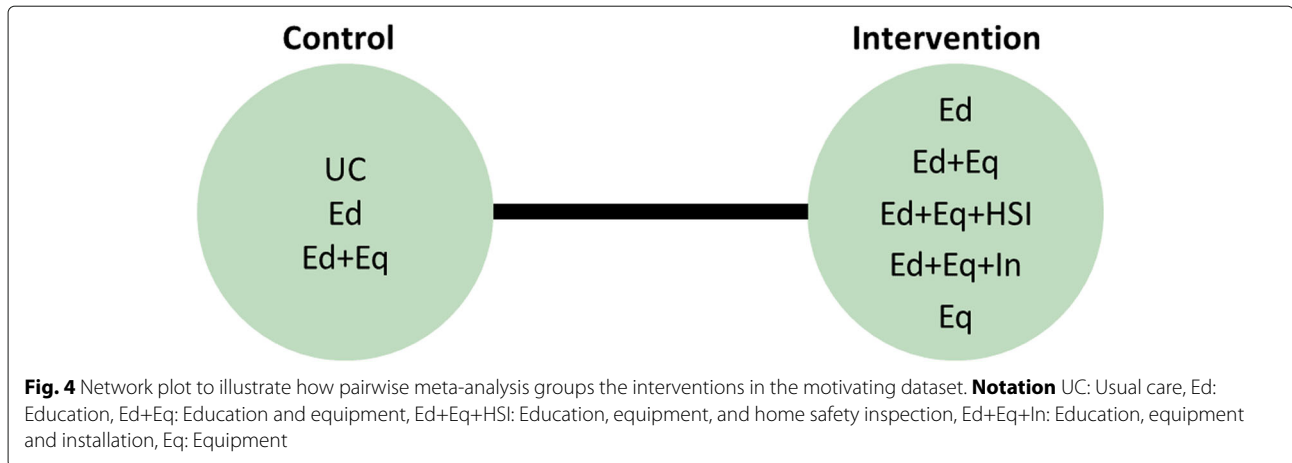 Control
Intervention
UC
Ed
Ed+Eq
Ed
Ed+Eq
Ed+Eq+HSI
Ed+Eq+In
Eq
Fig. 4 Network plot to illustrate how pairwise meta-analysis groups the interventions in the motivating dataset. Notation UC: Usual care, Ed:
Education, Ed+Eq: Education and equipment, Ed+Eq+HSI: Education, equipment, and home safety inspection, Ed+Eq+In: Education, equipment
and installation, Eq: Equipment